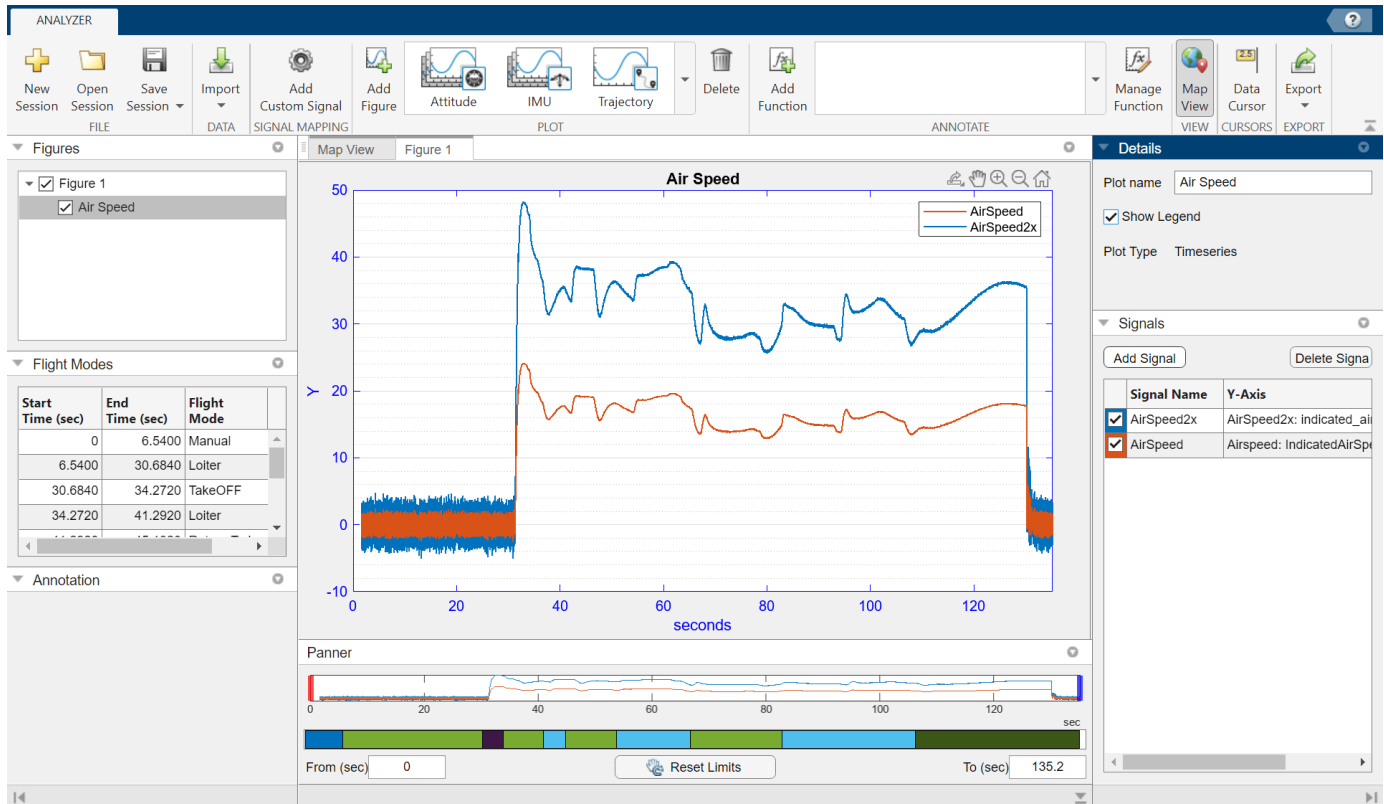 ANALYZER
?
New Session
Open Session
Save Session
Import
Add Custom Signal
Add Figure
Attitude
IMU
Trajectory
Delete
Add Function
Manage Function
Map View
2.5
Data Cursor
Export
FILE
DATA
SIGNAL MAPPING
PLOT
ANNOTATE
VIEW
CURSORS
EXPORT
Figures
Figure 1
Air Speed
Flight Modes
Start Time (sec) End Time (sec) Flight Mode
0 6.5400 Manual
6.5400 30.6840 Loiter
30.6840 34.2720 TakeOFF
34.2720 41.2920 Loiter
Annotation
Map View Figure 1
Air Speed
AirSpeed
AirSpeed2x
50
40
30
20
10
0
-10
Y
0 20 40 60 80 100 120
seconds
Panner
0 20 40 60 80 100 120
sec
From (sec) 0
Reset Limits
To (sec) 135.2
Details
Plot name Air Speed
Show Legend
Plot Type Timeseries
Signals
Add Signal Delete Signa
Signal Name Y-Axis
AirSpeed2x AirSpeed2x: indicated_ai
AirSpeed Airspeed: IndicatedAirSpe